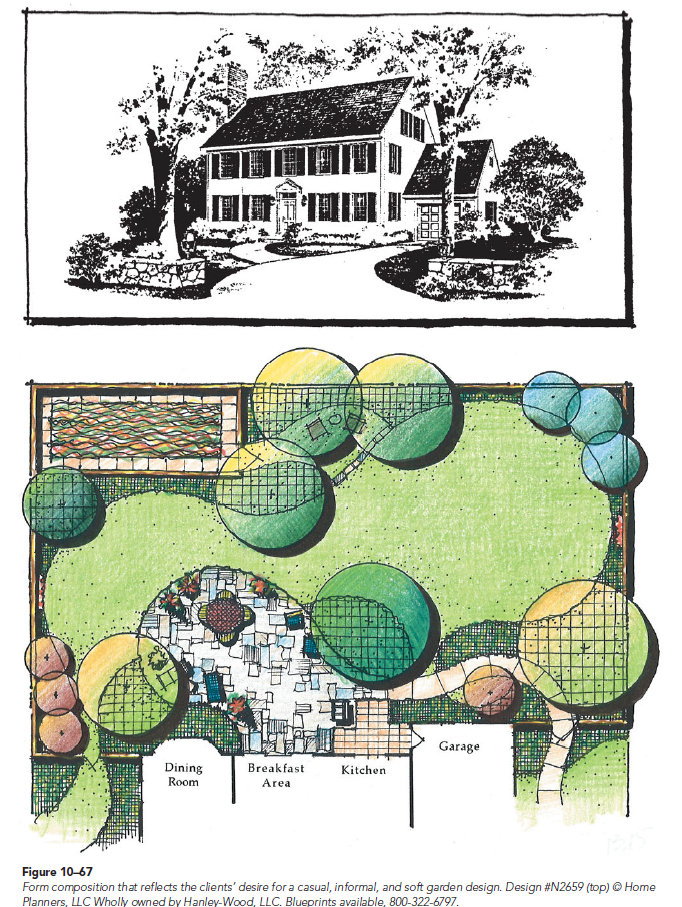 Dining
Room
Breakfast
Area
Kitchen
Garage
Figure 10–67
Form composition that reflects the clients' desire for a casual, informal, and soft garden design. Design #N2659 (top) © Home
Planners, LLC Wholly owned by Hanley-Wood, LLC. Blueprints available, 800-322-6797.